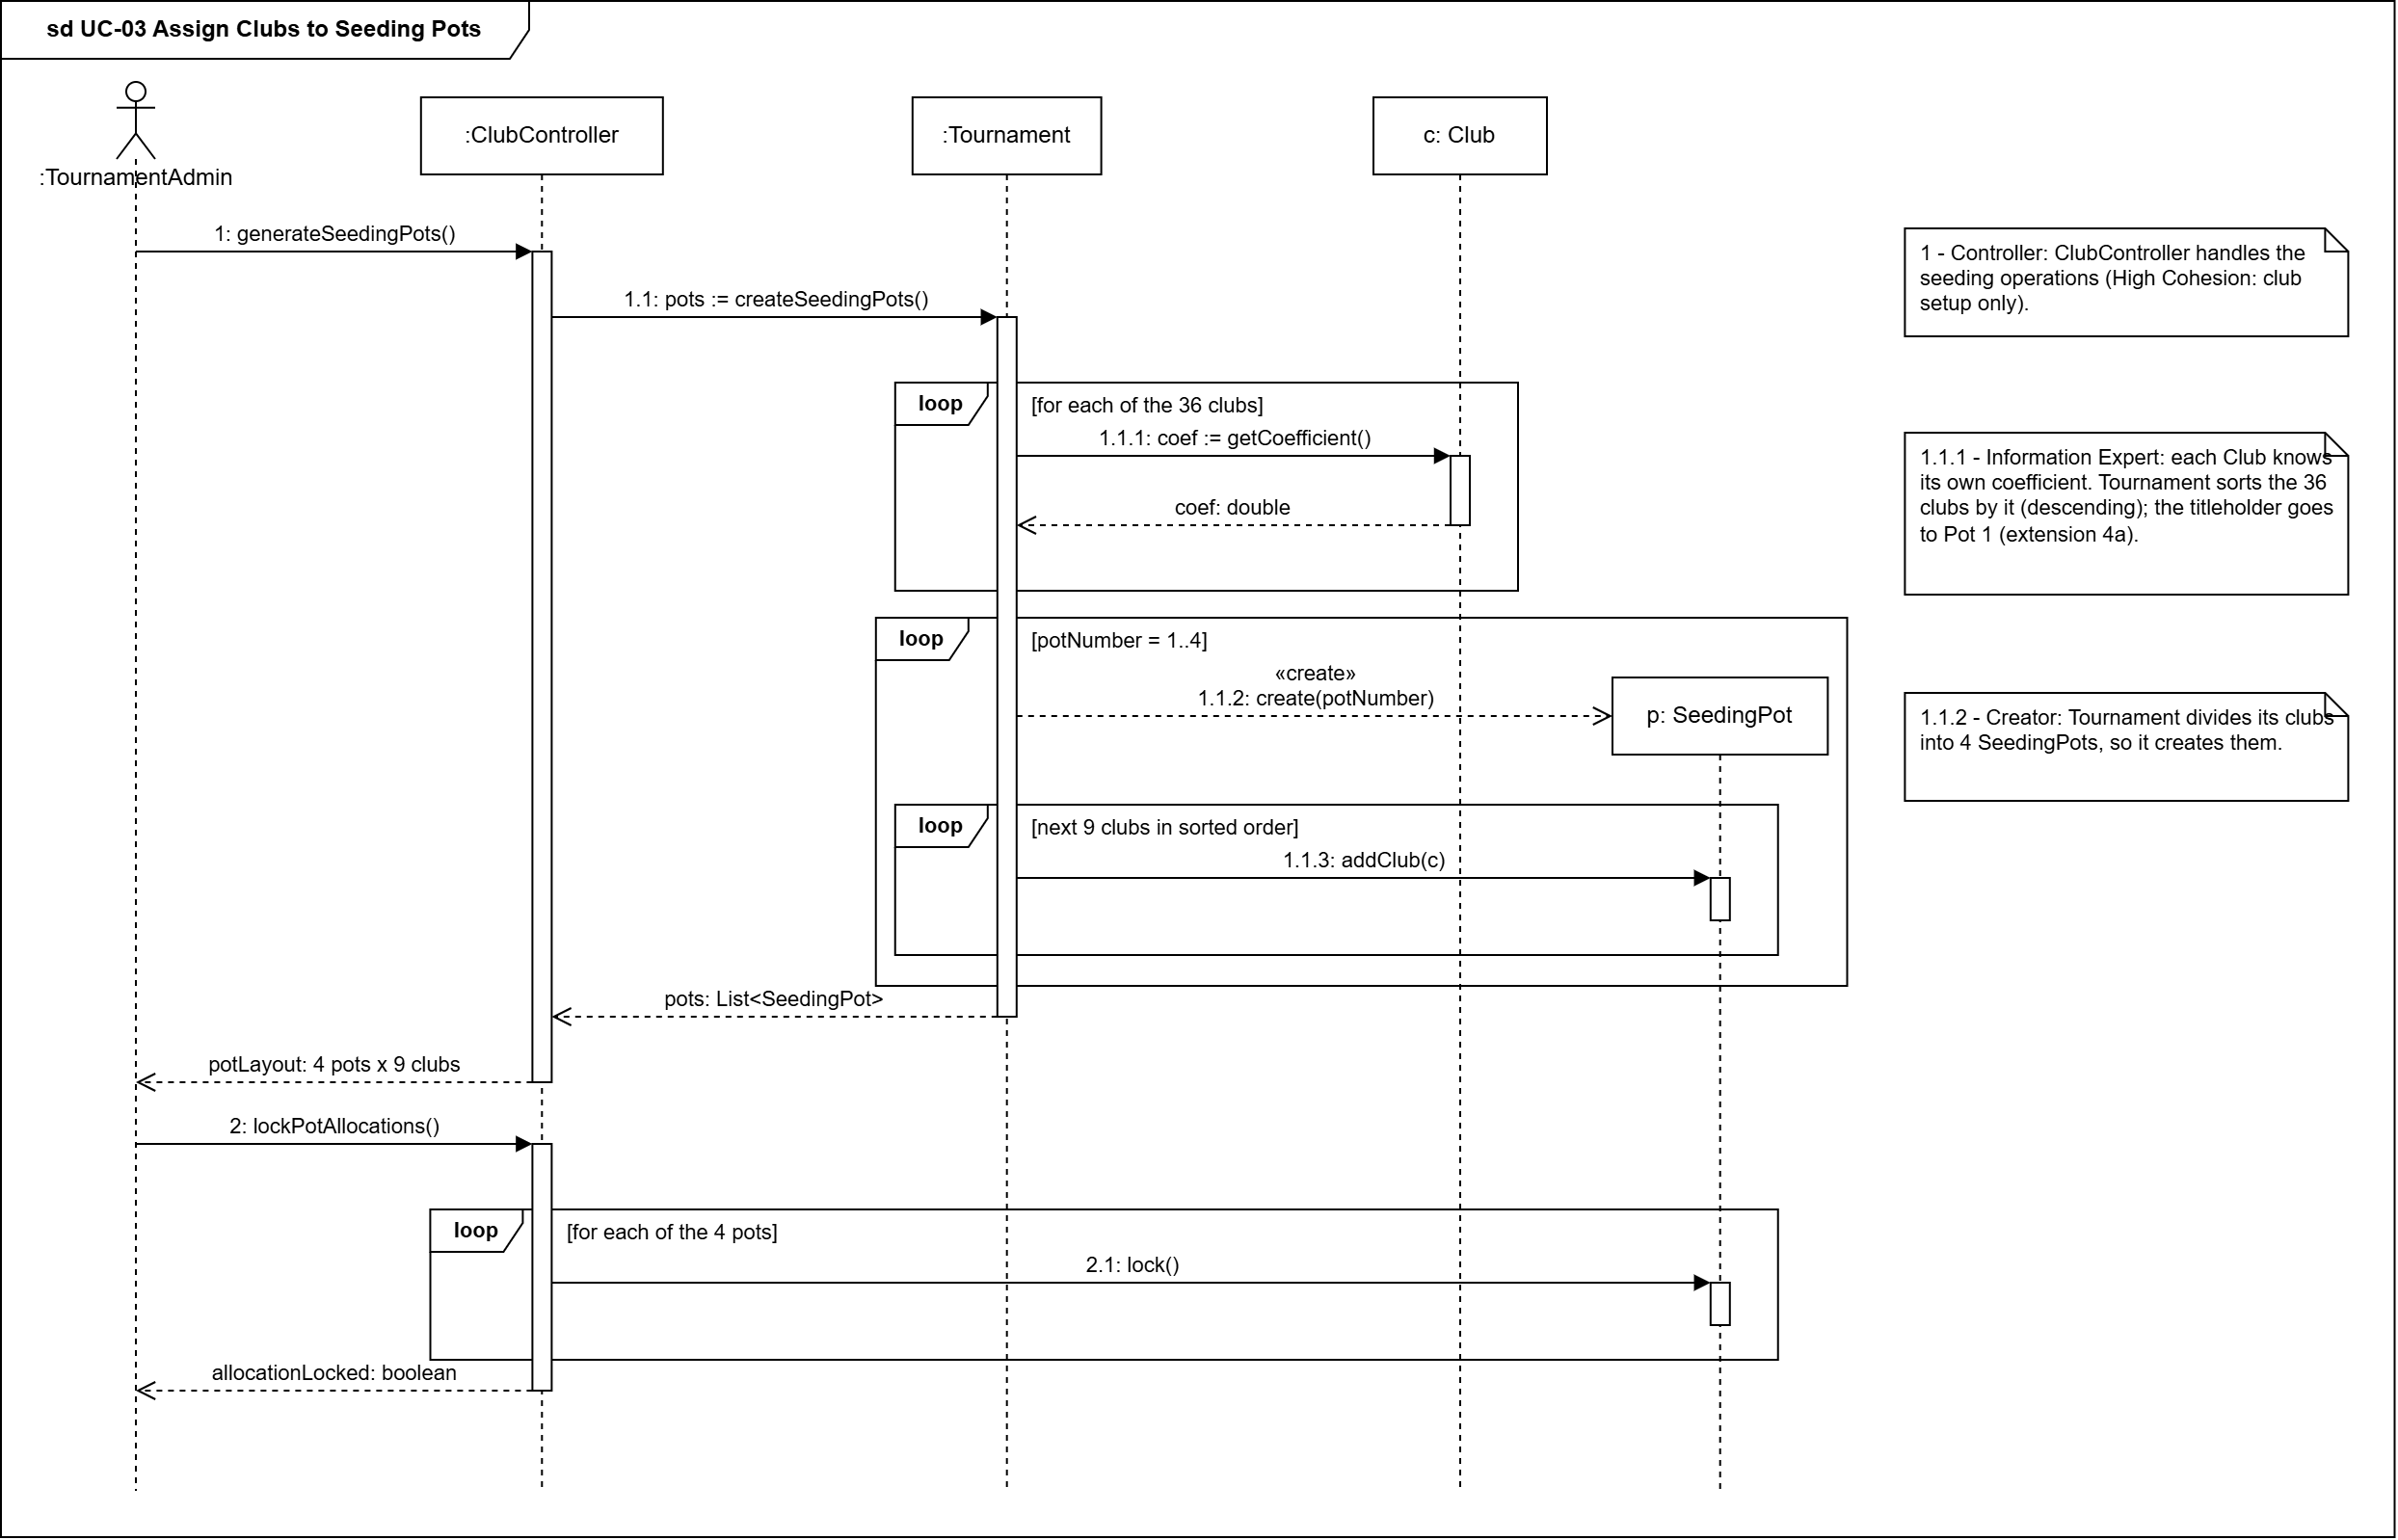 sd UC-03 Assign Clubs to Seeding Pots
:TournamentAdmin
:ClubController
:Tournament
c: Club
1: generateSeedingPots()
1 - Controller: ClubController handles the
seeding operations (High Cohesion: club
setup only).
1.1: pots := createSeedingPots()
loop
[for each of the 36 clubs]
1.1.1: coef := getCoefficient()
coef: double
1.1.1 - Information Expert: each Club knows
its own coefficient. Tournament sorts the 36
clubs by it (descending); the titleholder goes
to Pot 1 (extension 4a).
loop
[potNumber = 1..4]
«create»
1.1.2: create(potNumber)
p: SeedingPot
1.1.2 - Creator: Tournament divides its clubs
into 4 SeedingPots, so it creates them.
loop
[next 9 clubs in sorted order]
1.1.3: addClub(c)
pots: List<SeedingPot>
potLayout: 4 pots x 9 clubs
2: lockPotAllocations()
loop
[for each of the 4 pots]
2.1: lock()
allocationLocked: boolean